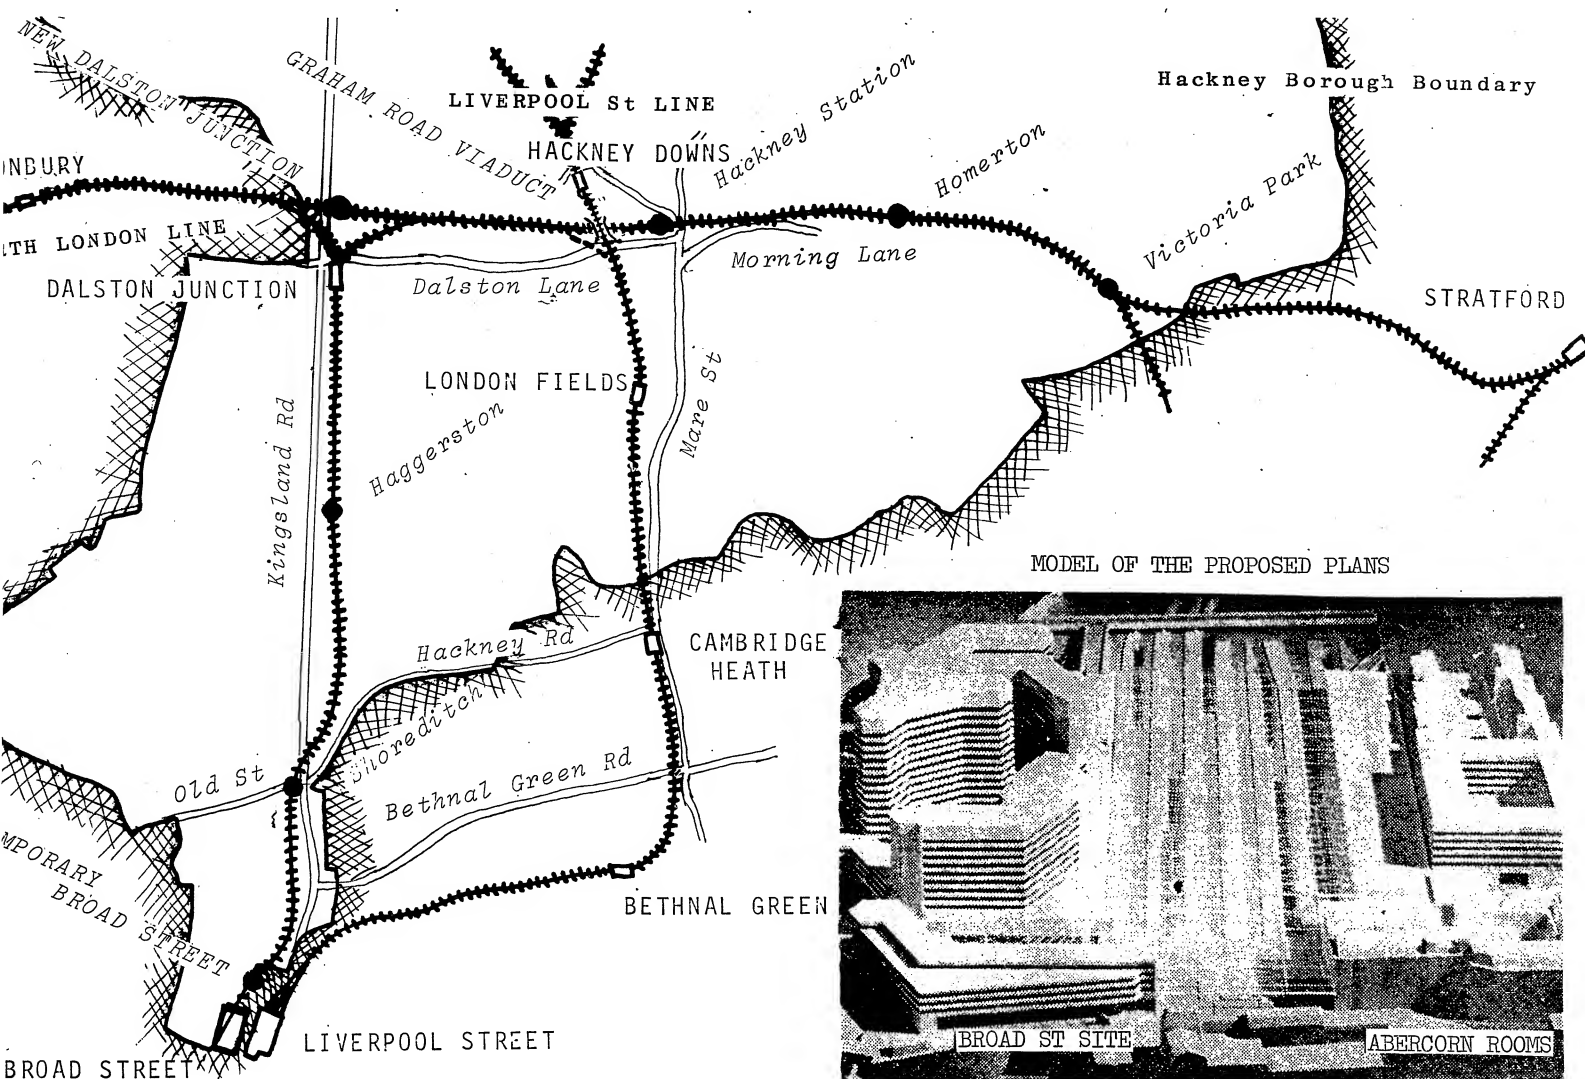 NEW DALSTON JUNCTION
GRAHAM ROAD VIADUCT
LIVERPOOL St LINE
HACKNEY DOWNS
Hackney Station
Homerton
Hackney Borough Boundary
Victoria Park
NBURY
TH LONDON LINE
DALSTON JUNCTION
Dalston Lane
Morning Lane
STRATFORD
LONDON FIELDS
Mare St
Kingsland Rd
Haggerston
Hackney Rd
CAMBRIDGE
HEATH
Shoreditch
Old St
Bethnal Green Rd
BETHNAL GREEN
MPORARY
BROAD STREET
LIVERPOOL STREET
BROAD STREET
MODEL OF THE PROPOSED PLANS
BROAD ST SITE
ABERCORN ROOMS